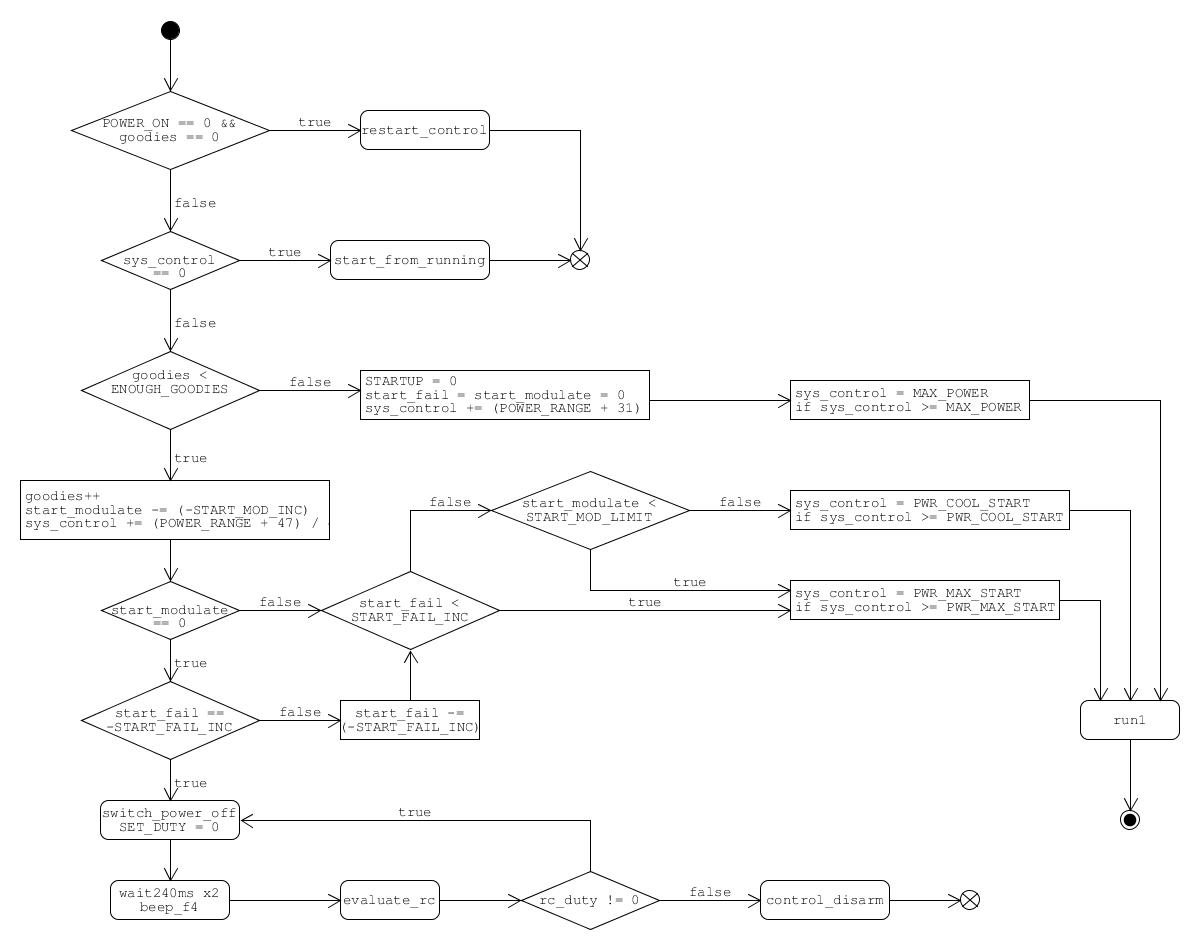 POWER_ON == 0 &&
goodies == 0
true
restart_control
false
sys_control
== 0
true
start_from_running
false
goodies <
ENOUGH_GOODIES
false
STARTUP = 0
start_fail = start_modulate = 0
sys_control += (POWER_RANGE + 31)
sys_control = MAX_POWER
if sys_control >= MAX_POWER
true
goodies++
start_modulate -= (-START_MOD_INC)
sys_control += (POWER_RANGE + 47) /
false
start_modulate <
START_MOD_LIMIT
false
sys_control = PWR_COOL_START
if sys_control >= PWR_COOL_START
true
start_modulate
== 0
false
start_fail <
START_FAIL_INC
true
sys_control = PWR_MAX_START
if sys_control >= PWR_MAX_START
true
start_fail ==
-START_FAIL_INC
false
start_fail -=
(-START_FAIL_INC)
run1
true
switch_power_off
SET_DUTY = 0
true
wait240ms x2
beep_f4
evaluate_rc
rc_duty != 0
false
control_disarm